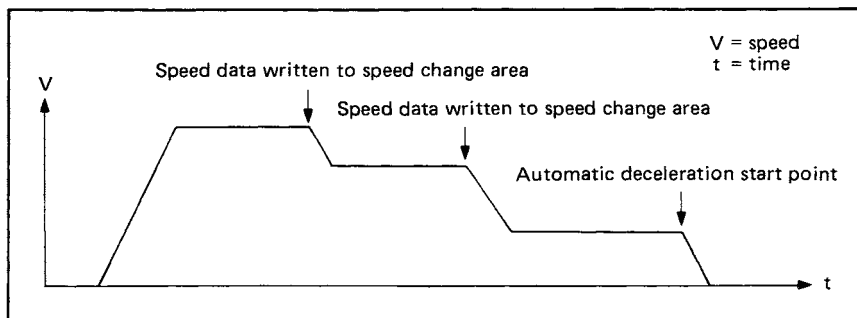 V = speed
t = time
Speed data written to speed change area
V
Speed data written to speed change area
Automatic deceleration start point
t